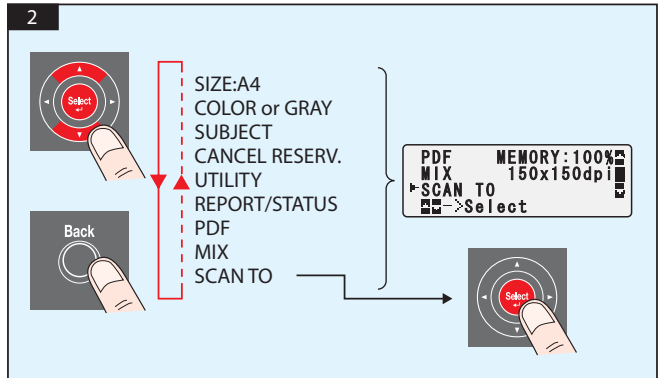 2
Select
SIZE:A4
COLOR or GRAY
SUBJECT
CANCEL RESERV.
UTILITY
REPORT/STATUS
PDF
MIX
SCAN TO
Back
PDF MEMORY:100%
MIX 150x150dpi
SCAN TO
->Select
Select